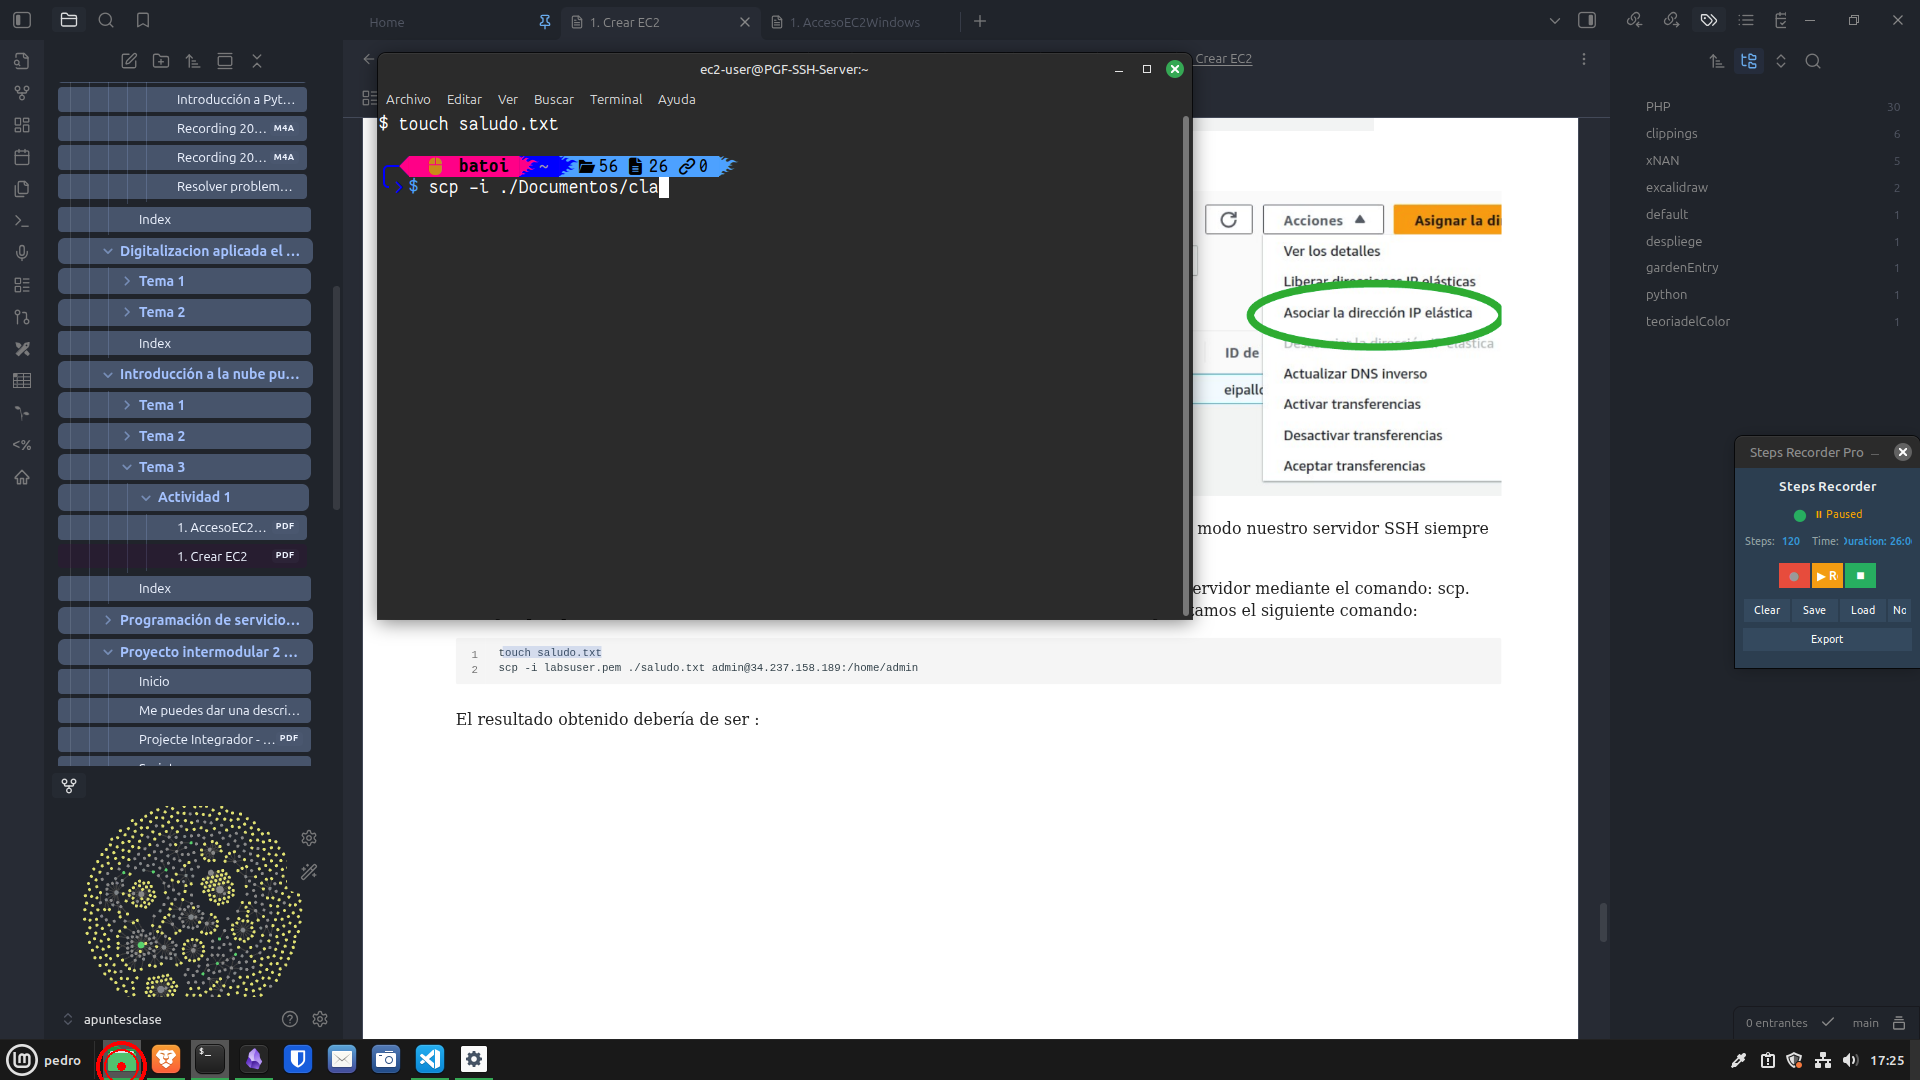 Home
1. Crear EC2
1. AccesoEC2Windows
Crear EC2
Introducción a Pyt...
Recording 20... M4A
Recording 20... M4A
Resolver problem...
Index
Digitalizacion aplicada el ...
Tema 1
Tema 2
Index
Introducción a la nube pu...
Tema 1
Tema 2
Tema 3
Actividad 1
1. AccesoEC2... PDF
1. Crear EC2 PDF
Index
Programación de servicio...
Proyecto intermodular 2 ...
Inicio
Me puedes dar una descri...
Projecte Integrador - ... PDF
apuntesclase
ec2-user@PGF-SSH-Server:~
Archivo Editar Ver Buscar Terminal Ayuda
$ touch saludo.txt
batoi ~ 56 26 0
$ scp -i ./Documentos/cla
Acciones
Asignar la di
Ver los detalles
Liberar direcciones IP elásticas
Asociar la dirección IP elástica
Desasociar la dirección IP elástica
ID de
Actualizar DNS inverso
eipallo
Activar transferencias
Desactivar transferencias
Aceptar transferencias
modo nuestro servidor SSH siempre
ervidor mediante el comando: scp.
tamos el siguiente comando:
1 touch saludo.txt
2 scp -i labsuser.pem ./saludo.txt admin@34.237.158.189:/home/admin
El resultado obtenido debería de ser :
PHP 30
clippings 6
xNAN 5
excalidraw 2
default 1
despliege 1
gardenEntry 1
python 1
teoriadelColor 1
Steps Recorder Pro
Steps Recorder
Paused
Steps: 120 Time: Duration: 26:0
R
Clear Save Load No
Export
0 entrantes
main
pedro
17:25